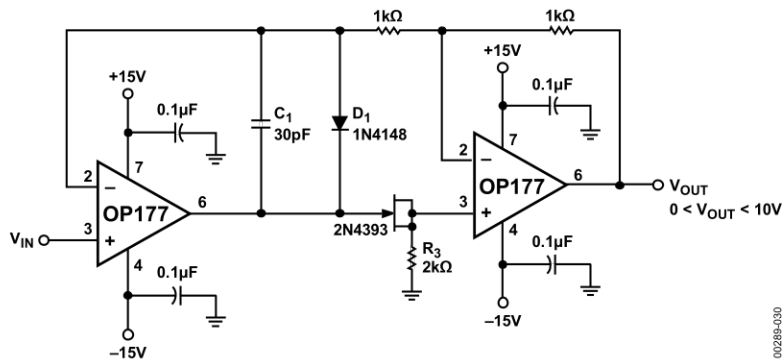 1kΩ
1kΩ
+15V
+15V
0.1µF
0.1µF
C1
30pF
D1
1N4148
7
7
2
–
2
–
OP177
6
OP177
6
VOUT
0 < VOUT < 10V
VIN
3
+
3
+
2N4393
R3
2kΩ
4
4
0.1µF
0.1µF
–15V
–15V
00289-030